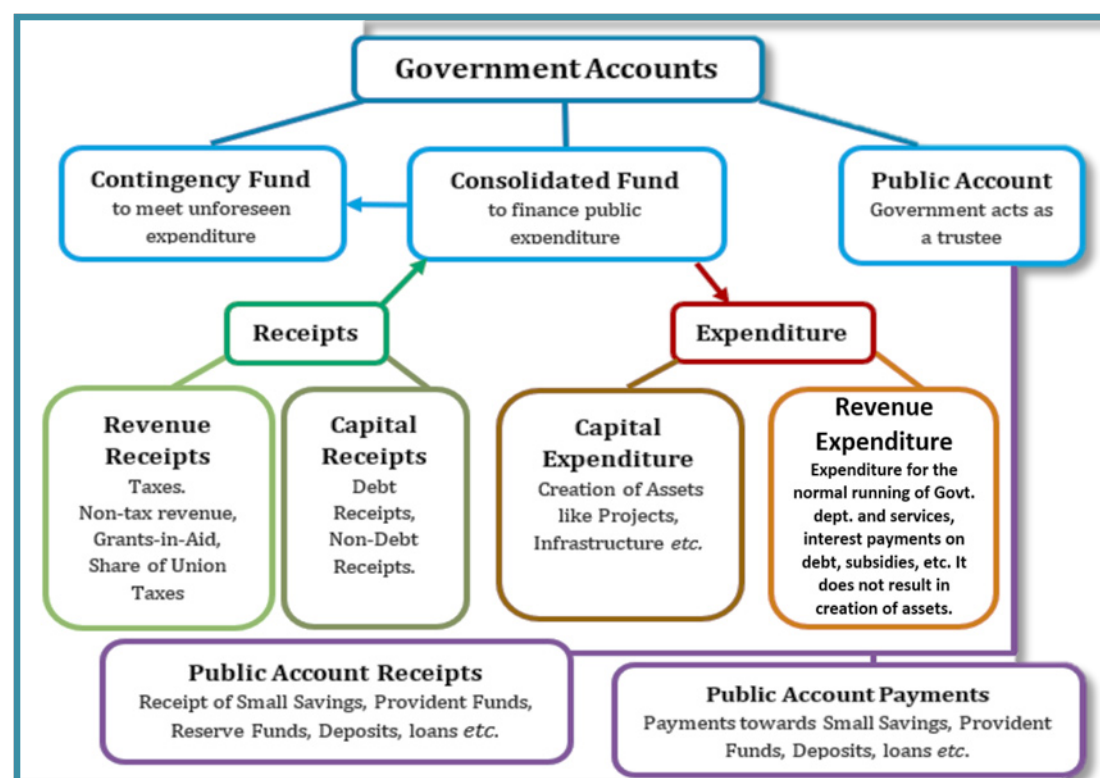 Government Accounts
Contingency Fund
to meet unforeseen
expenditure
Consolidated Fund
to finance public
expenditure
Public Account
Government acts as
a trustee
Receipts
Expenditure
Revenue
Receipts
Taxes.
Non-tax revenue,
Grants-in-Aid,
Share of Union
Taxes
Capital
Receipts
Debt
Receipts,
Non-Debt
Receipts.
Capital
Expenditure
Creation of Assets
like Projects,
Infrastructure etc.
Revenue
Expenditure
Expenditure for the
normal running of Govt.
dept. and services,
interest payments on
debt, subsidies, etc. It
does not result in
creation of assets.
Public Account Receipts
Receipt of Small Savings, Provident Funds,
Reserve Funds, Deposits, loans etc.
Public Account Payments
Payments towards Small Savings, Provident
Funds, Deposits, loans etc.